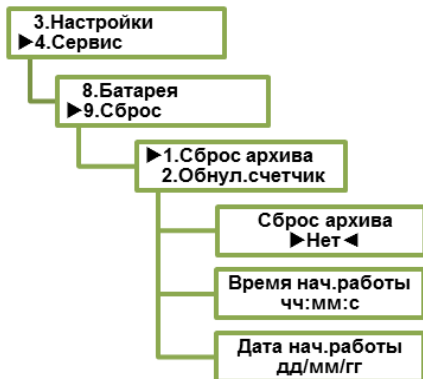 3.Настройки
▶4.Сервис
8.Батарея
▶9.Сброс
▶1.Сброс архива
2.Обнул.счетчик
Сброс архива
▶Нет◀
Время нач.работы
чч:мм:с
Дата нач.работы
дд/мм/гг